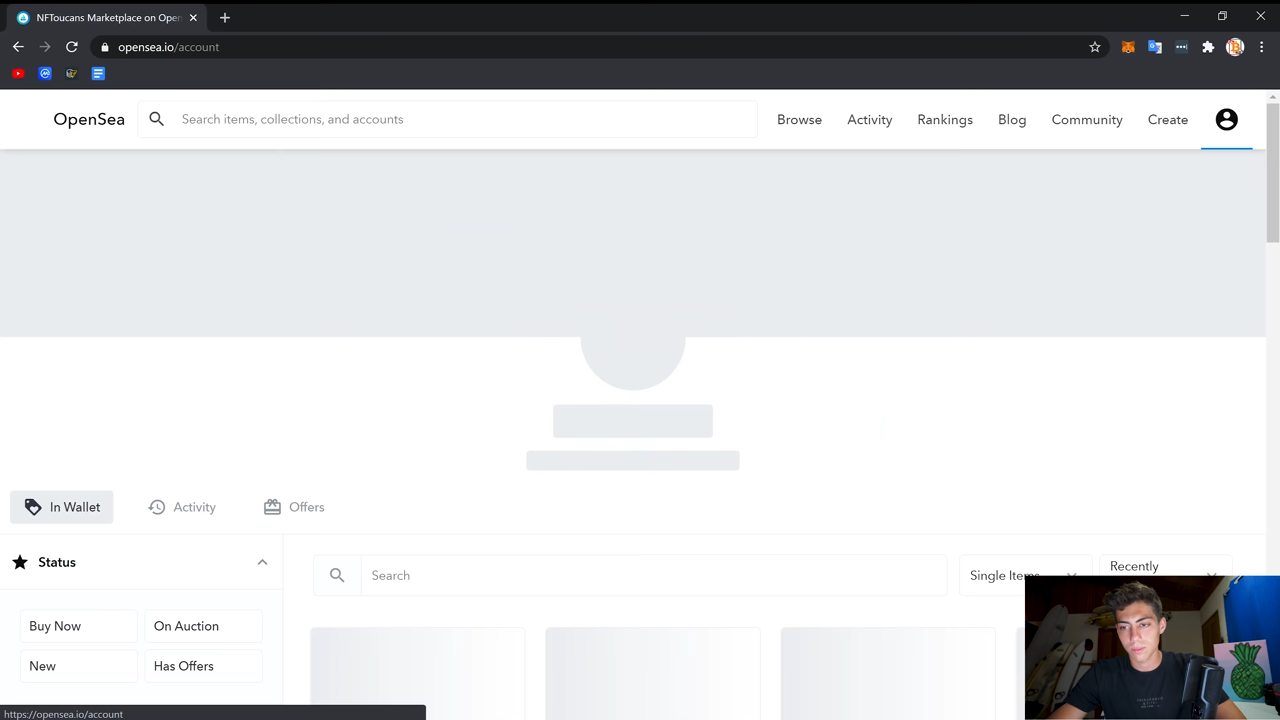 NFToucans Marketplace on Open
opensea.io/account
OpenSea
Search items, collections, and accounts
Browse
Activity
Rankings
Blog
Community
Create
In Wallet
Activity
Offers
Status
Search
Single Items
Recently
Buy Now
On Auction
New
Has Offers
https://opensea.io/account